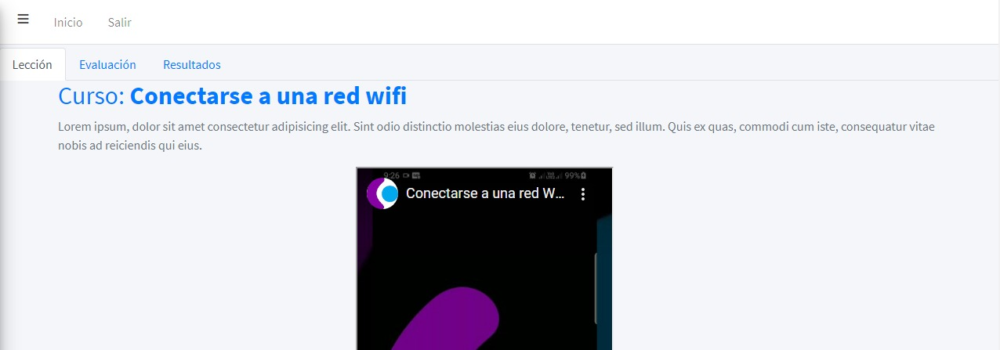 Inicio Salir
Lección Evaluación Resultados
Curso: Conectarse a una red wifi
Lorem ipsum, dolor sit amet consectetur adipisicing elit. Sint odio distinctio molestias eius dolore, tenetur, sed illum. Quis ex quas, commodi cum iste, consequatur vitae
nobis ad reiciendis qui eius.
9:26 99%
Conectarse a una red W...